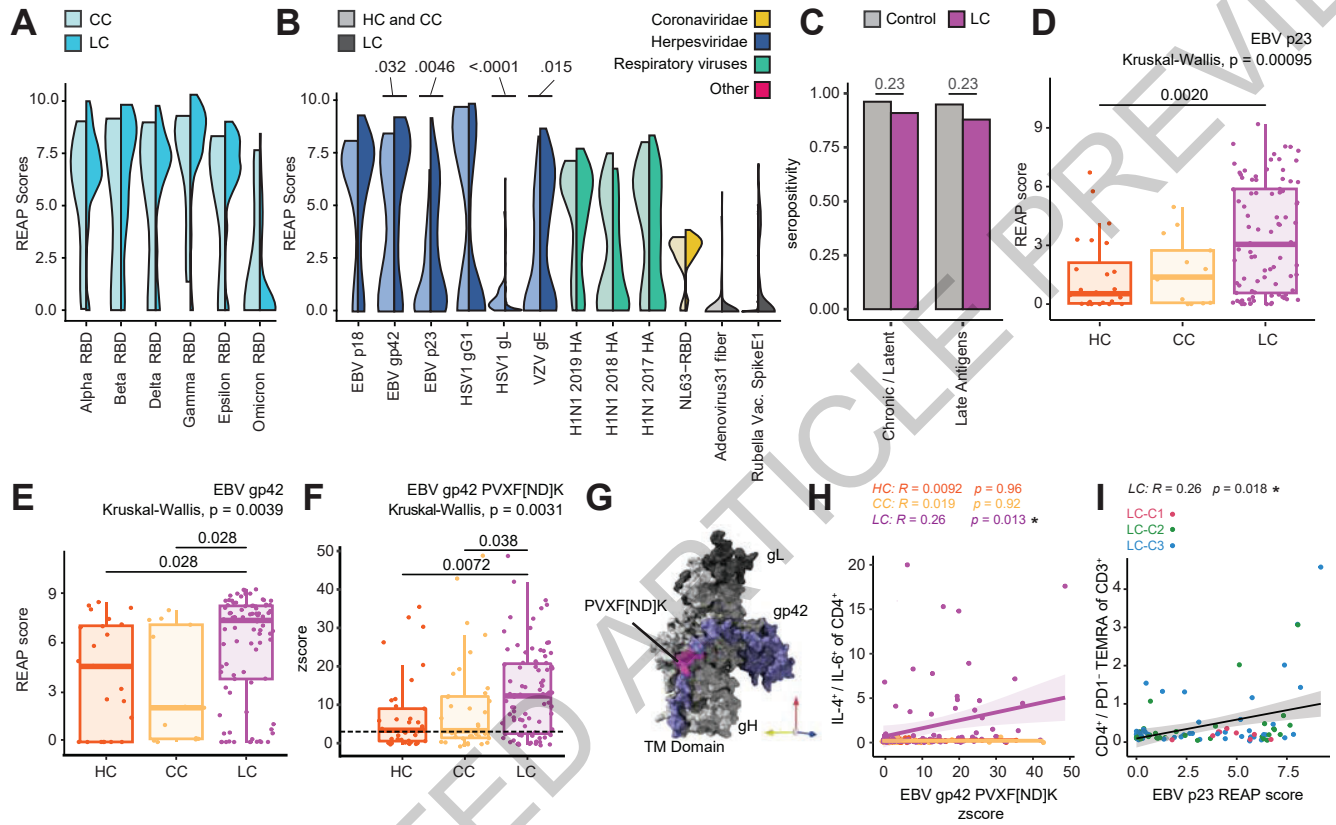 A
CC
LC
REAP Scores
10.0
7.5
5.0
2.5
0.0
Alpha RBD
Beta RBD
Delta RBD
Gamma RBD
Epsilon RBD
Omicron RBD
B
HC and CC
LC
Coronaviridae
Herpesviridae
Respiratory viruses
Other
.032
.0046
<.0001
.015
REAP Scores
10.0
7.5
5.0
2.5
0.0
EBV p18
EBV gp42
EBV p23
HSV1 gG1
HSV1 gL
VZV gE
H1N1 2019 HA
H1N1 2018 HA
H1N1 2017 HA
NL63-RBD
Adenovirus31 fiber
Rubella Vac. SpikeE1
C
Control
LC
0.23
0.23
seropositivity
1.00
0.75
0.50
0.25
0.00
Chronic / Latent
Late Antigens
D
EBV p23
Kruskal-Wallis, p = 0.00095
0.0020
REAP score
9
6
3
0
HC
CC
LC
E
EBV gp42
Kruskal-Wallis, p = 0.0039
0.028
0.028
REAP score
9
6
3
0
HC
CC
LC
F
EBV gp42 PVXF[ND]K
Kruskal-Wallis, p = 0.0031
0.038
0.0072
zscore
50
40
30
20
10
0
HC
CC
LC
G
gL
PVXF[ND]K
gp42
gH
TM Domain
H
HC: R = 0.0092 p = 0.96
CC: R = 0.019 p = 0.92
LC: R = 0.26 p = 0.013 *
IL-4⁺ / IL-6⁺ of CD4⁺
20
15
10
5
0
0
10
20
30
40
50
EBV gp42 PVXF[ND]K
zscore
I
LC: R = 0.26 p = 0.018 *
LC-C1
LC-C2
LC-C3
CD4⁺ / PD1⁻ TEMRA of CD3⁺
5
4
3
2
1
0
0.0
2.5
5.0
7.5
EBV p23 REAP score
ARTICLE PREVIEW